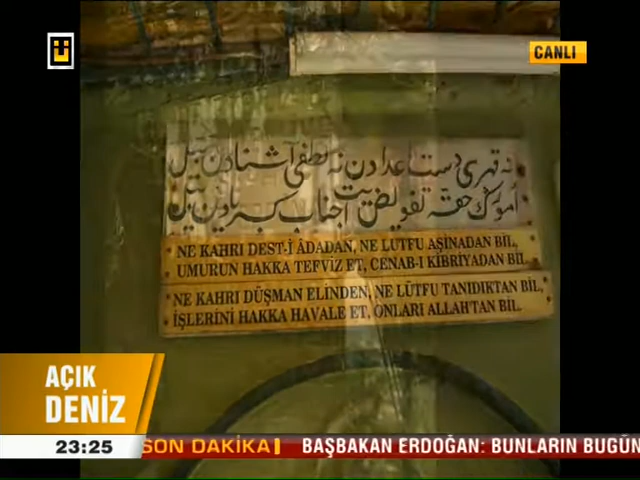 CANLI
نه قهری دست اعدادن نه لطفی آشنادن بیل
امورك حقه تفویض ایت جناب کبریادن بیل
NE KAHRI DEST-İ ÂDADAN, NE LUTFU AŞİNADAN BİL,
UMURUN HAKKA TEFVİZ ET, CENAB-I KİBRİYADAN BİL.
NE KAHRI DÜŞMAN ELİNDEN, NE LÜTFU TANIDIKTAN BİL,
İŞLERİNİ HAKKA HAVALE ET, ONLARI ALLAH'TAN BİL.
AÇIK
DENİZ
23:25 SON DAKİKA BAŞBAKAN ERDOĞAN: BUNLARIN BUGÜN